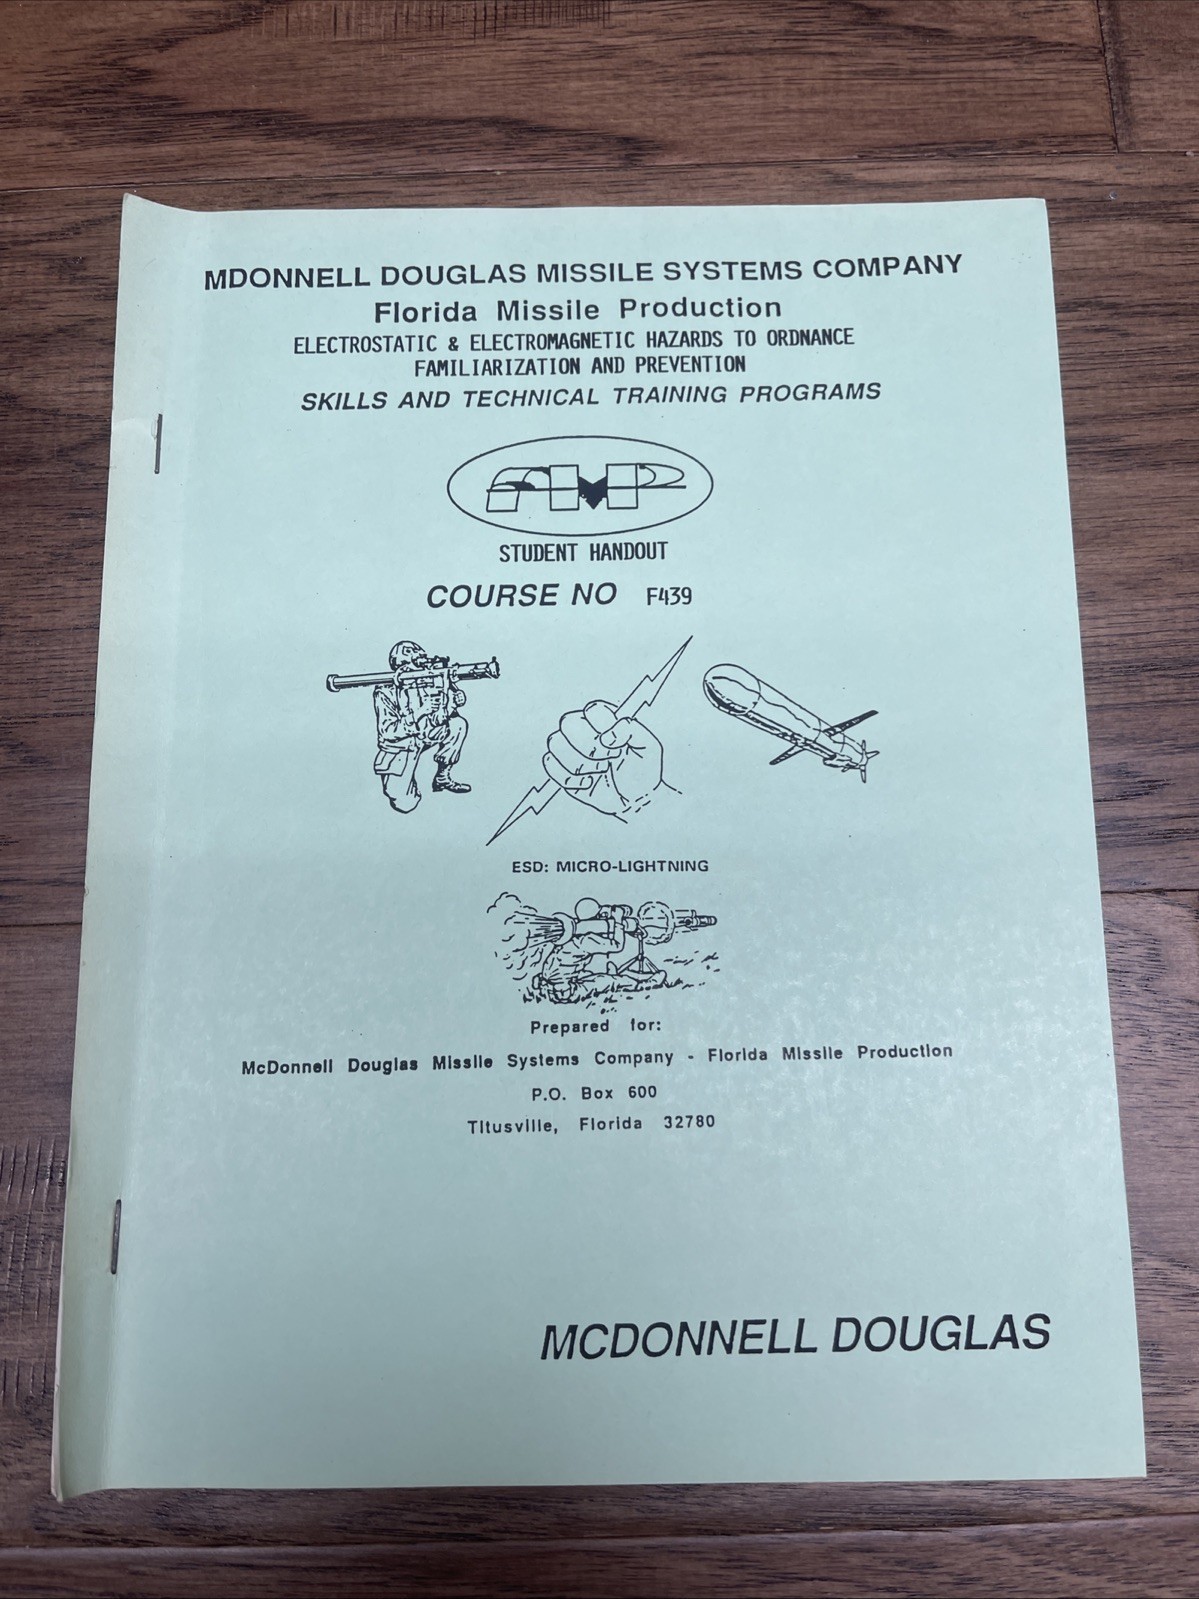 MDONNELL DOUGLAS MISSILE SYSTEMS COMPANY
Florida Missile Production
ELECTROSTATIC & ELECTROMAGNETIC HAZARDS TO ORDNANCE
FAMILIARIZATION AND PREVENTION
SKILLS AND TECHNICAL TRAINING PROGRAMS
FMP
STUDENT HANDOUT
COURSE NO F439
ESD: MICRO-LIGHTNING
Prepared for:
McDonnell Douglas Missile Systems Company - Florida Missile Production
P.O. Box 600
Titusville, Florida 32780
MCDONNELL DOUGLAS